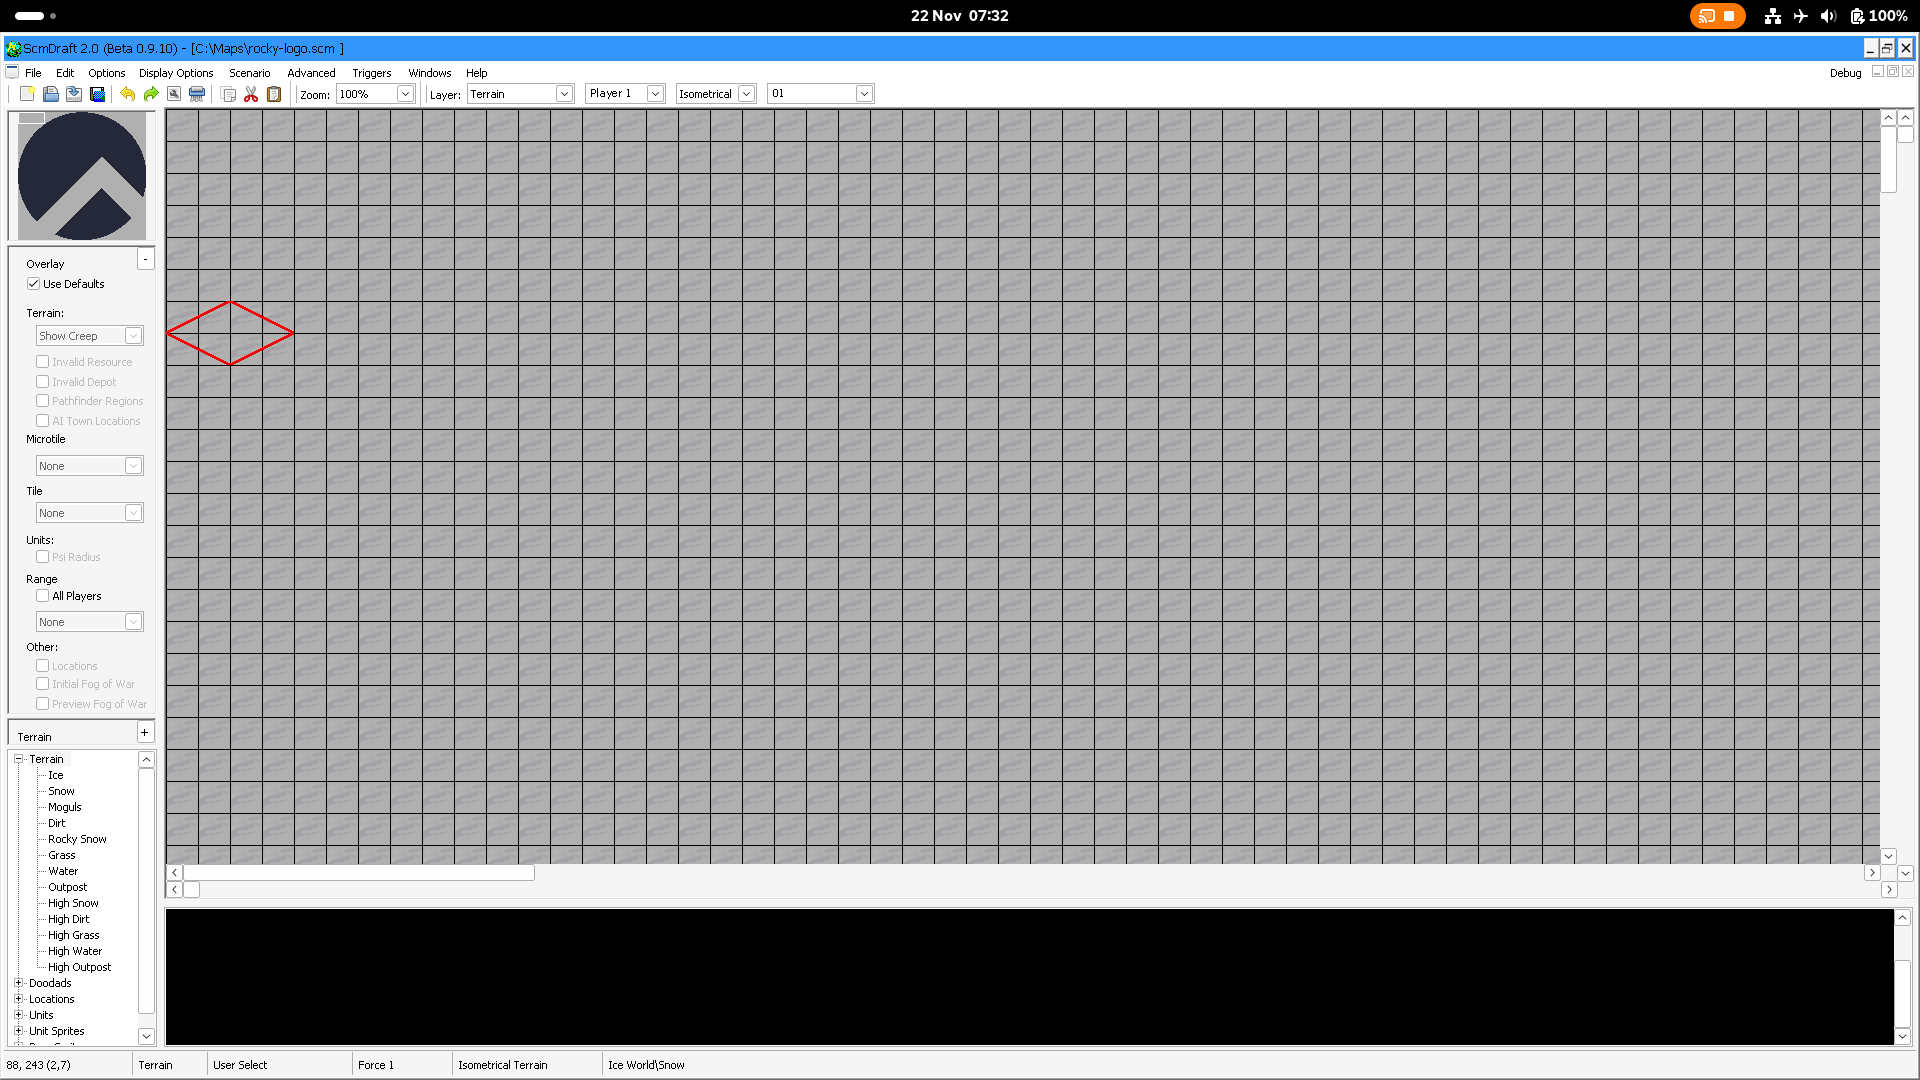 22 Nov 07:32
100%
ScmDraft 2.0 (Beta 0.9.10) - [C:\Maps\rocky-logo.scm ]
File Edit Options Display Options Scenario Advanced Triggers Windows Help Debug
Zoom: 100% Layer: Terrain Player 1 Isometrical 01
Overlay
-
Use Defaults
Terrain:
Show Creep
Invalid Resource
Invalid Depot
Pathfinder Regions
AI Town Locations
Microtile
None
Tile
None
Units:
Psi Radius
Range
All Players
None
Other:
Locations
Initial Fog of War
Preview Fog of War
Terrain +
Terrain
Ice
Snow
Moguls
Dirt
Rocky Snow
Grass
Water
Outpost
High Snow
High Dirt
High Grass
High Water
High Outpost
Doodads
Locations
Units
Unit Sprites
88, 243 (2,7) Terrain User Select Force 1 Isometrical Terrain Ice World\Snow